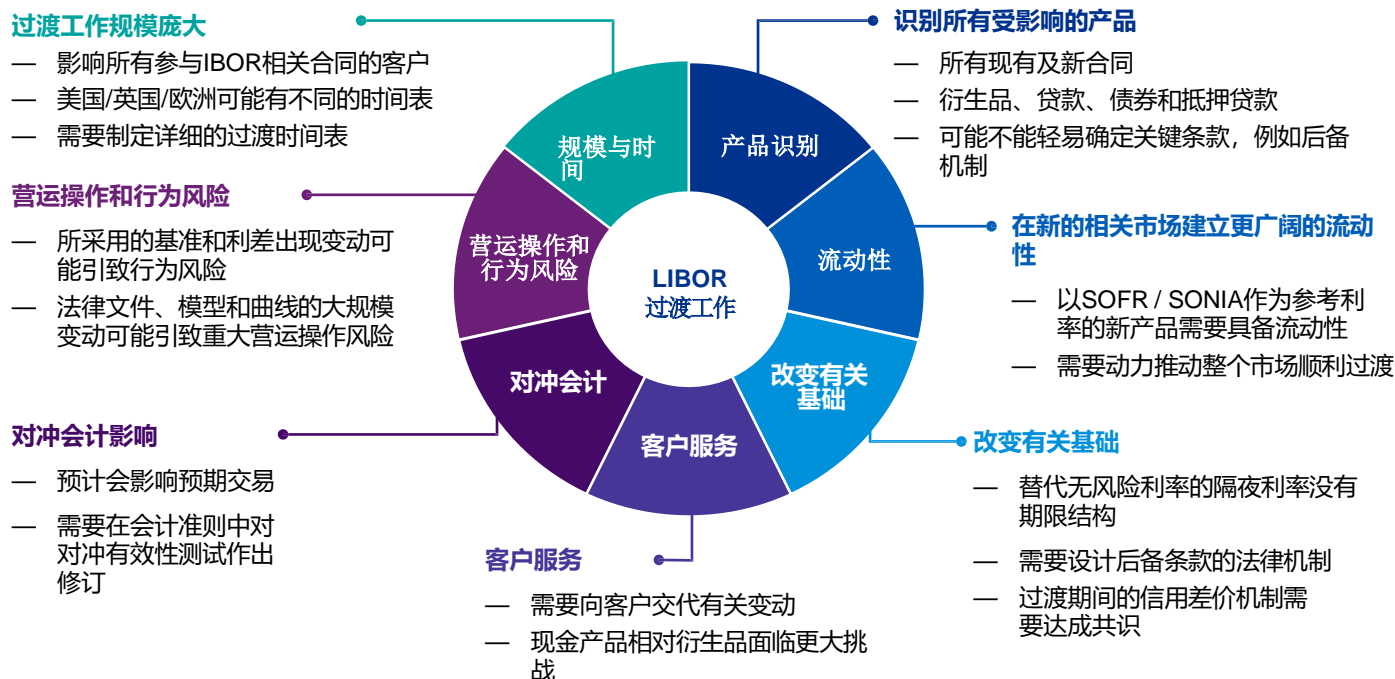 过渡工作规模庞大
— 影响所有参与IBOR相关合同的客户
— 美国/英国/欧洲可能有不同的时间表
— 需要制定详细的过渡时间表
营运操作和行为风险
— 所采用的基准和利差出现变动可
能引致行为风险
— 法律文件、模型和曲线的大规模
变动可能引致重大营运操作风险
对冲会计影响
— 预计会影响预期交易
— 需要在会计准则中对
对冲有效性测试作出
修订
规模与时
间
产品识别
营运操作和
行为风险
流动性
LIBOR
过渡工作
对冲会计
改变有关
基础
客户服务
客户服务
— 需要向客户交代有关变动
— 现金产品相对衍生品面临更大挑
战
识别所有受影响的产品
— 所有现有及新合同
— 衍生品、贷款、债券和抵押贷款
— 可能不能轻易确定关键条款，例如后备
机制
在新的相关市场建立更广阔的流动
性
— 以SOFR / SONIA作为参考利
率的新产品需要具备流动性
— 需要动力推动整个市场顺利过渡
改变有关基础
— 替代无风险利率的隔夜利率没有
期限结构
— 需要设计后备条款的法律机制
— 过渡期间的信用差价机制需
要达成共识